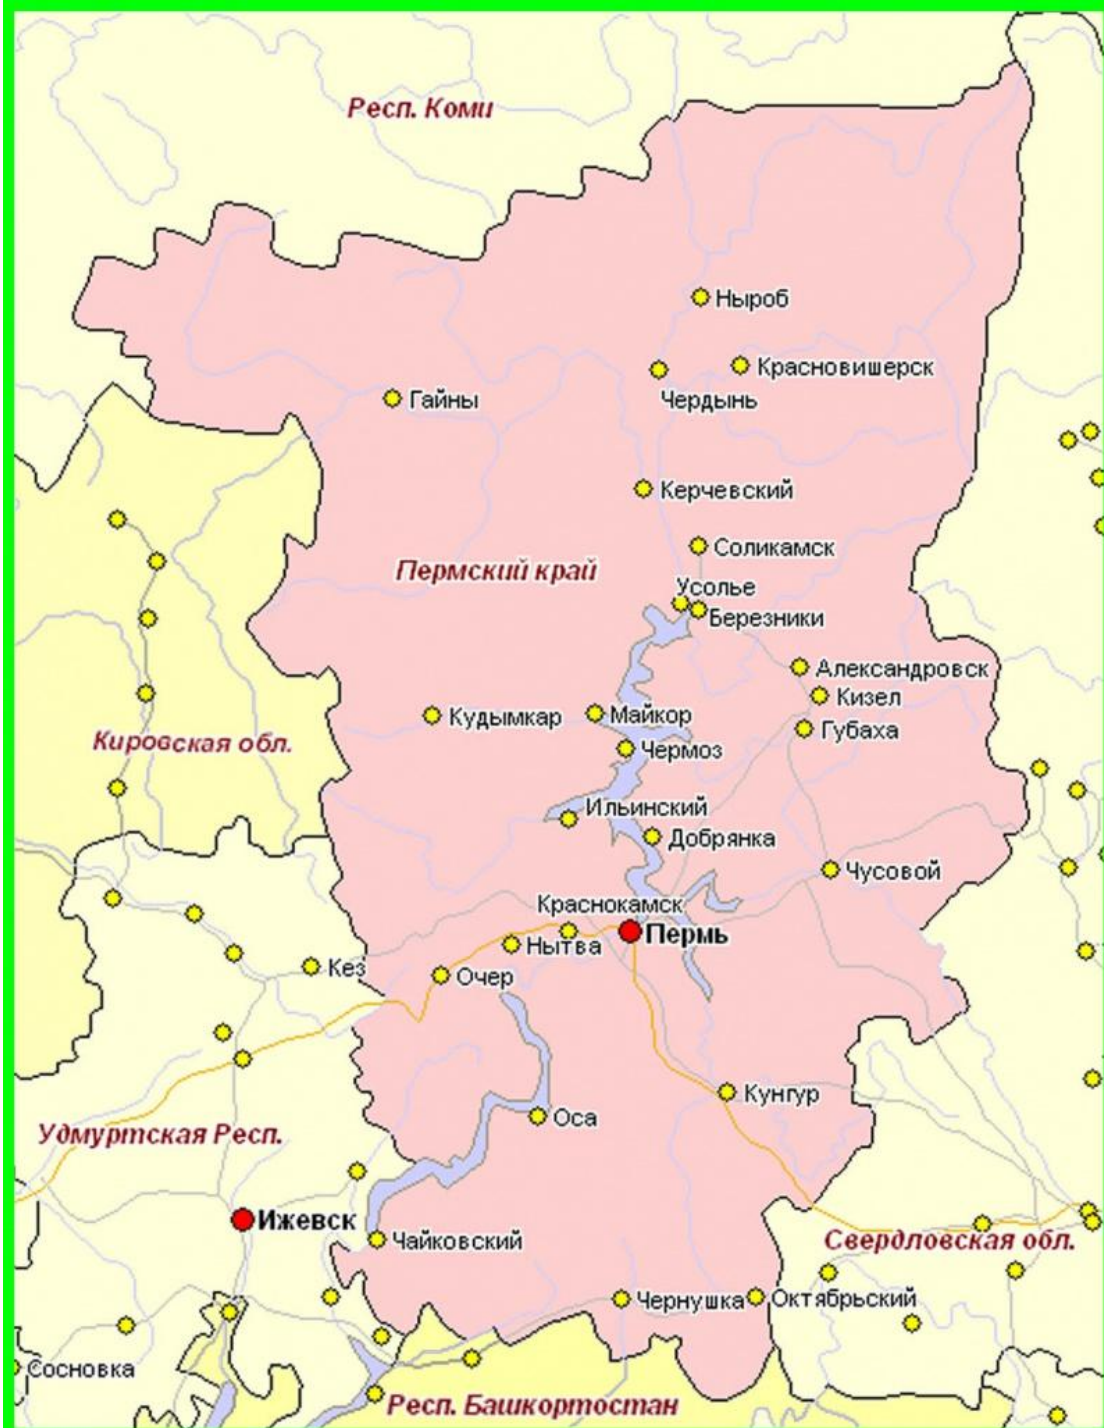 Респ. Коми
Ныроб
Красновишерск
Чердынь
Гайны
Керчевский
Соликамск
Пермский край
Усолье
Березники
Александровск
Кизел
Кудымкар
Майкор
Губаха
Кировская обл.
Чермоз
Ильинский
Добрянка
Чусовой
Краснокамск
Пермь
Нытва
Кез
Очер
Кунгур
Оса
Удмуртская Респ.
Ижевск
Чайковский
Свердловская обл.
Чернушка
Октябрьский
Сосновка
Респ. Башкортостан